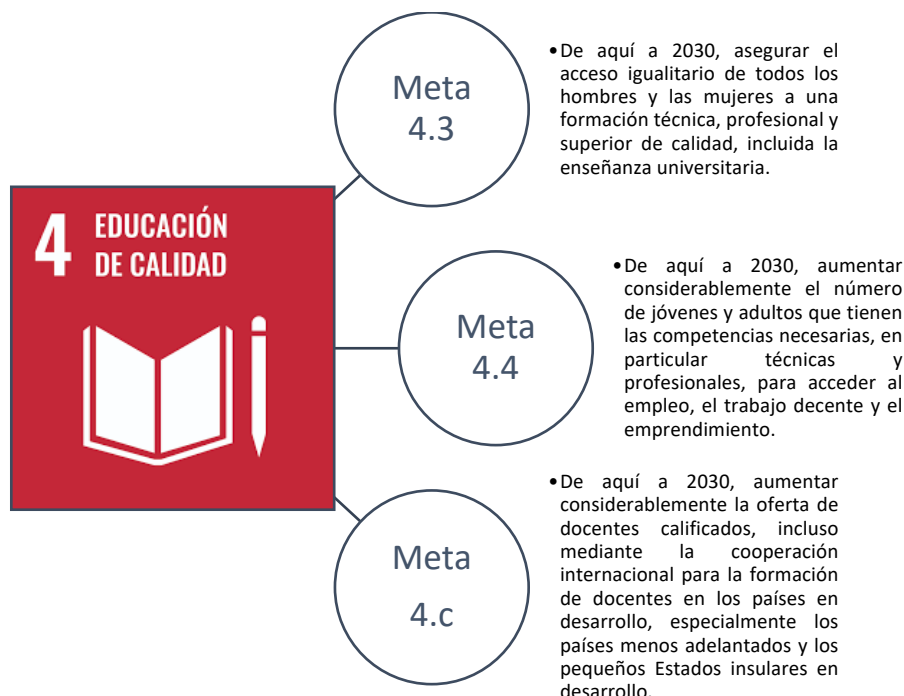 Meta
4.3
•De aquí a 2030, asegurar el
acceso igualitario de todos los
hombres y las mujeres a una
formación técnica, profesional y
superior de calidad, incluida la
enseñanza universitaria.
4 EDUCACIÓN
DE CALIDAD
Meta
4.4
•De aquí a 2030, aumentar
considerablemente el número
de jóvenes y adultos que tienen
las competencias necesarias, en
particular técnicas y
profesionales, para acceder al
empleo, el trabajo decente y el
emprendimiento.
Meta
4.c
•De aquí a 2030, aumentar
considerablemente la oferta de
docentes calificados, incluso
mediante la cooperación
internacional para la formación
de docentes en los países en
desarrollo, especialmente los
países menos adelantados y los
pequeños Estados insulares en
desarrollo.